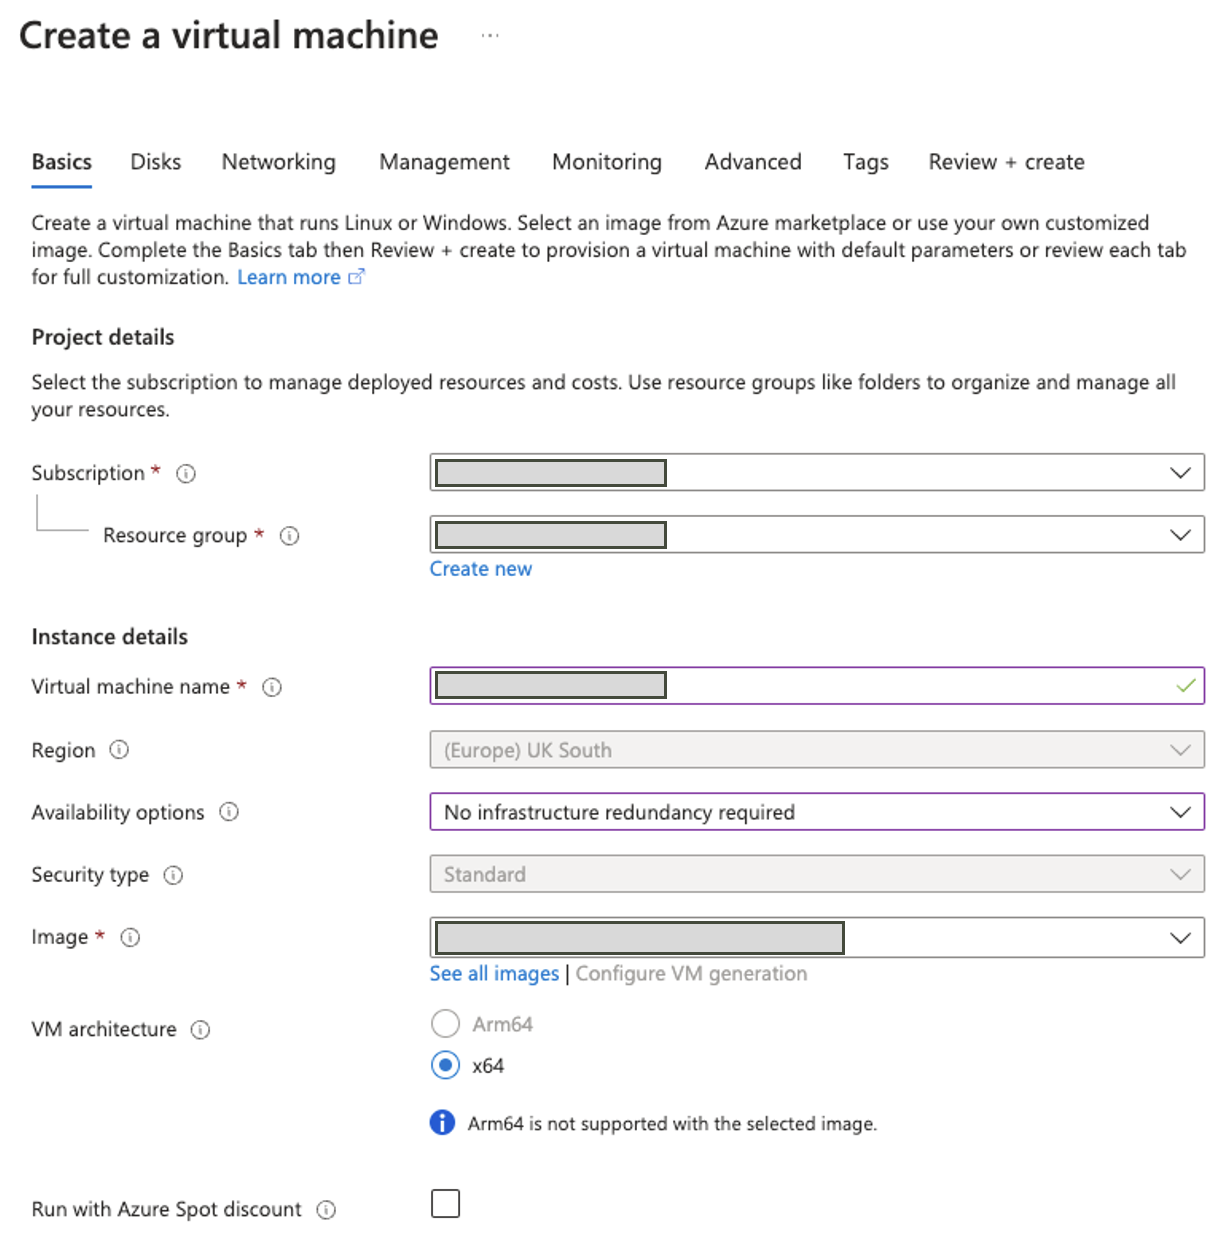 Create a virtual machine ...
Basics Disks Networking Management Monitoring Advanced Tags Review + create
Create a virtual machine that runs Linux or Windows. Select an image from Azure marketplace or use your own customized
image. Complete the Basics tab then Review + create to provision a virtual machine with default parameters or review each tab
for full customization. Learn more
Project details
Select the subscription to manage deployed resources and costs. Use resource groups like folders to organize and manage all
your resources.
Subscription *
Resource group *
Create new
Instance details
Virtual machine name *
Region (Europe) UK South
Availability options No infrastructure redundancy required
Security type Standard
Image *
See all images | Configure VM generation
VM architecture Arm64
x64
Arm64 is not supported with the selected image.
Run with Azure Spot discount